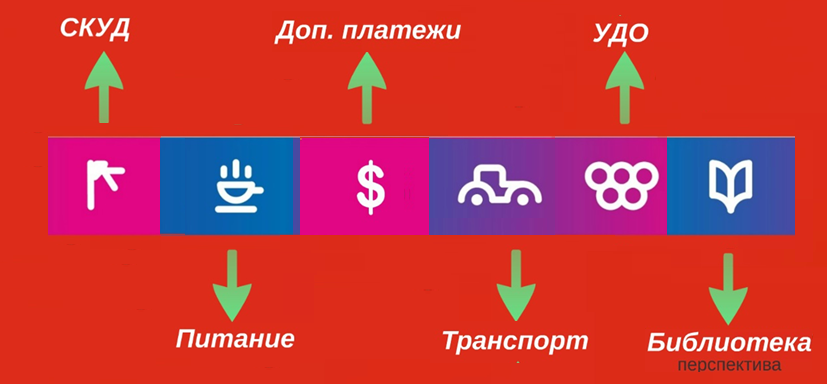 СКУД
Доп. платежи
УДО
$
Питание
Транспорт
Библиотека
перспектива